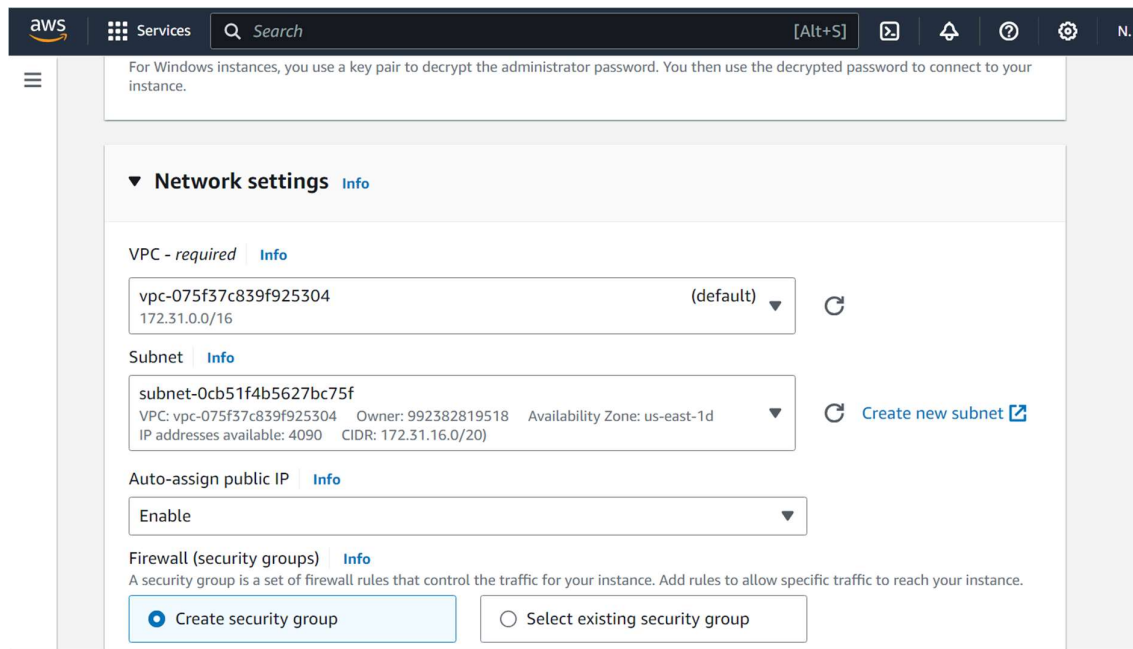 aws Services Search [Alt+S] N.
For Windows instances, you use a key pair to decrypt the administrator password. You then use the decrypted password to connect to your
instance.
Network settings Info
VPC - required Info
vpc-075f37c839f925304 (default)
172.31.0.0/16
Subnet Info
subnet-0cb51f4b5627bc75f
VPC: vpc-075f37c839f925304 Owner: 992382819518 Availability Zone: us-east-1d
IP addresses available: 4090 CIDR: 172.31.16.0/20)
Create new subnet
Auto-assign public IP Info
Enable
Firewall (security groups) Info
A security group is a set of firewall rules that control the traffic for your instance. Add rules to allow specific traffic to reach your instance.
Create security group Select existing security group